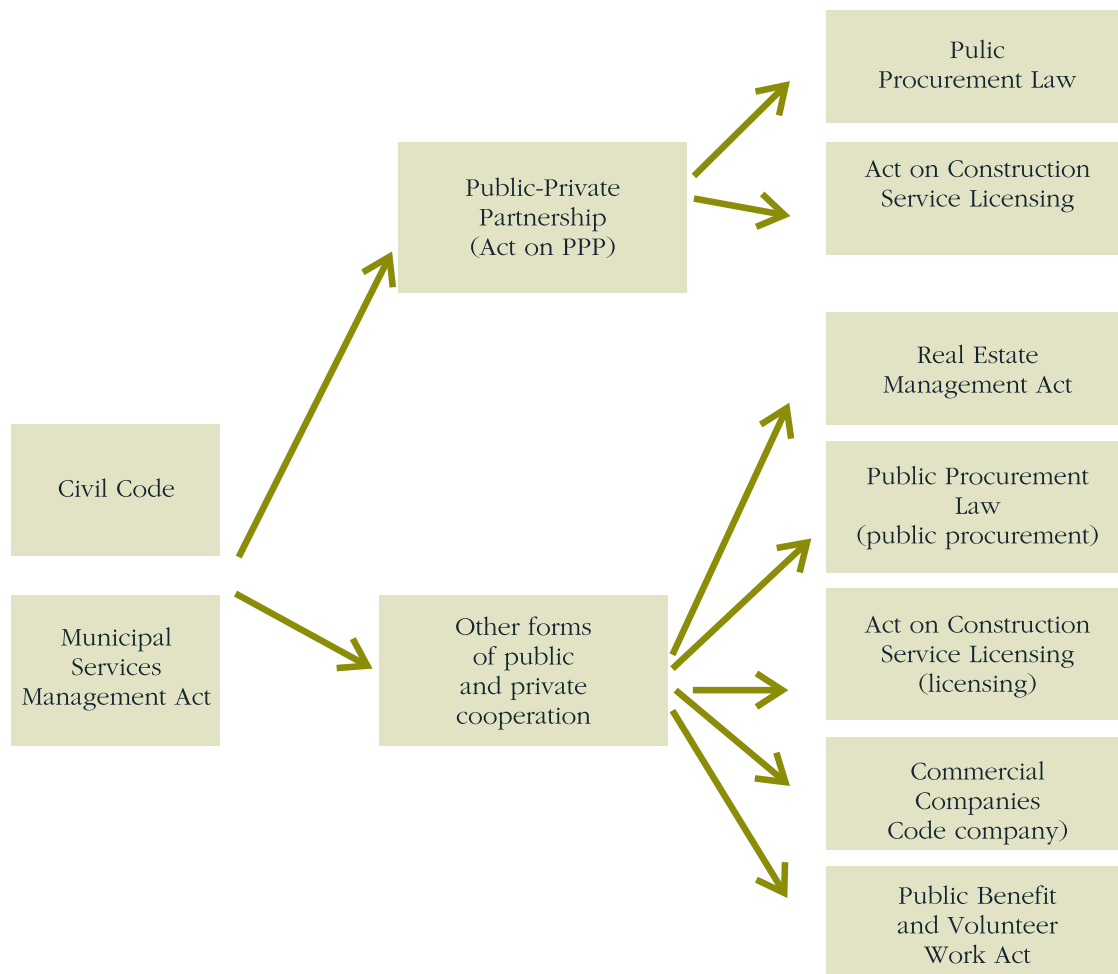 Pulic
Procurement Law
Act on Construction
Service Licensing
Public-Private
Partnership
(Act on PPP)
Real Estate
Management Act
Civil Code
Public Procurement
Law
(public procurement)
Municipal
Services
Management Act
Other forms
of public
and private
cooperation
Act on Construction
Service Licensing
(licensing)
Commercial
Companies
Code company)
Public Benefit
and Volunteer
Work Act